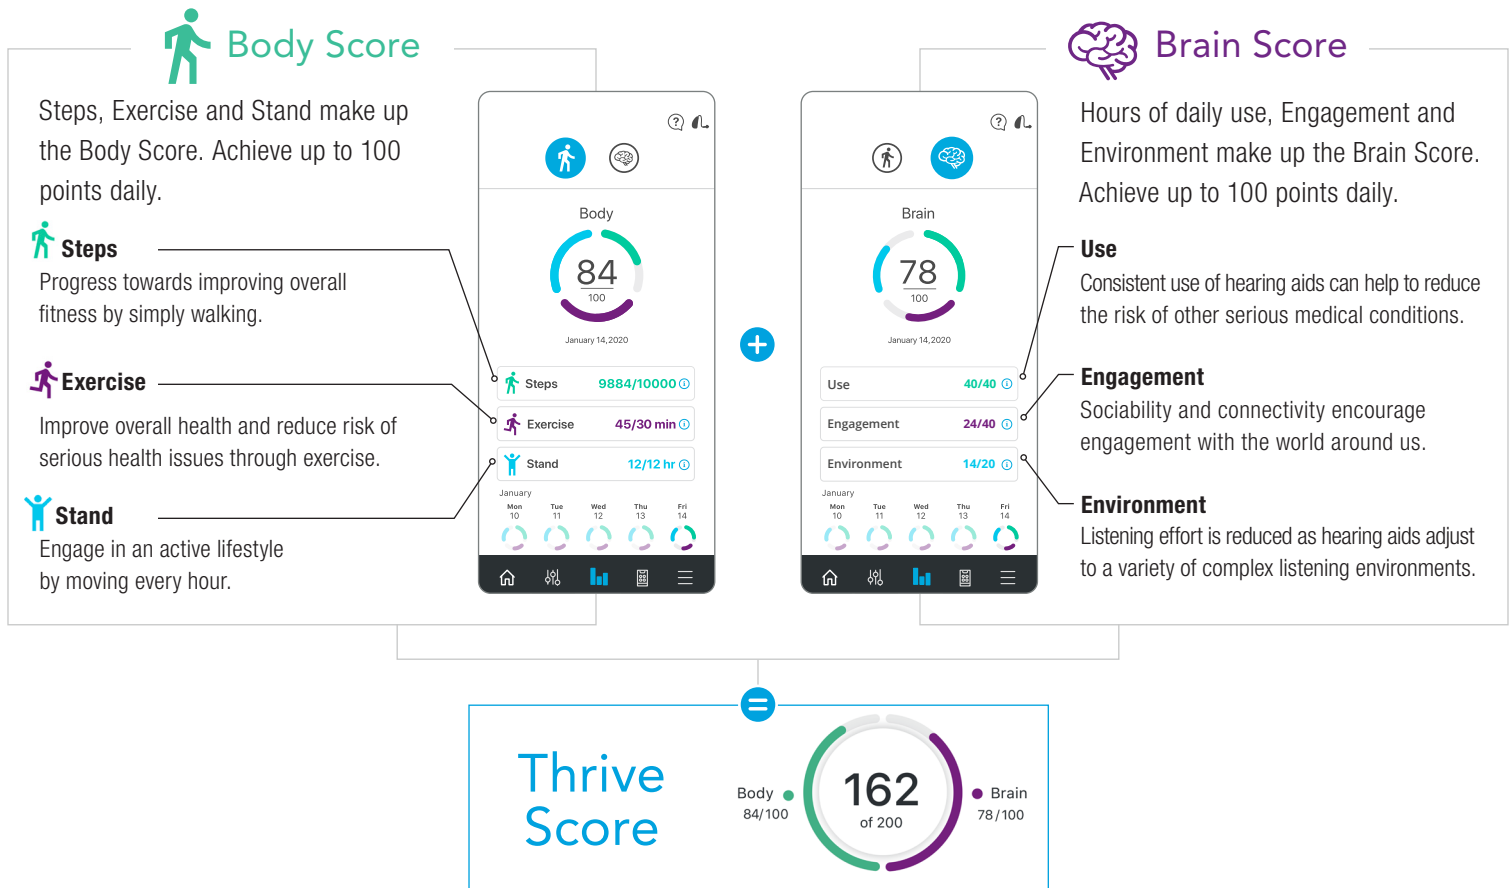 Body Score
Steps, Exercise and Stand make up
the Body Score. Achieve up to 100
points daily.
Steps
Progress towards improving overall
fitness by simply walking.
Exercise
Improve overall health and reduce risk of
serious health issues through exercise.
Stand
Engage in an active lifestyle
by moving every hour.
?
Body
84
100
January 14,2020
Steps 9884/10000 i
Exercise 45/30 min i
Stand 12/12 hr i
January
Mon Tue Wed Thu Fri
10 11 12 13 14
+
?
Brain
78
100
January 14,2020
Use 40/40 i
Engagement 24/40 i
Environment 14/20 i
January
Mon Tue Wed Thu Fri
10 11 12 13 14
Brain Score
Hours of daily use, Engagement and
Environment make up the Brain Score.
Achieve up to 100 points daily.
Use
Consistent use of hearing aids can help to reduce
the risk of other serious medical conditions.
Engagement
Sociability and connectivity encourage
engagement with the world around us.
Environment
Listening effort is reduced as hearing aids adjust
to a variety of complex listening environments.
=
Thrive
Score
Body
84/100
162
of 200
Brain
78/100